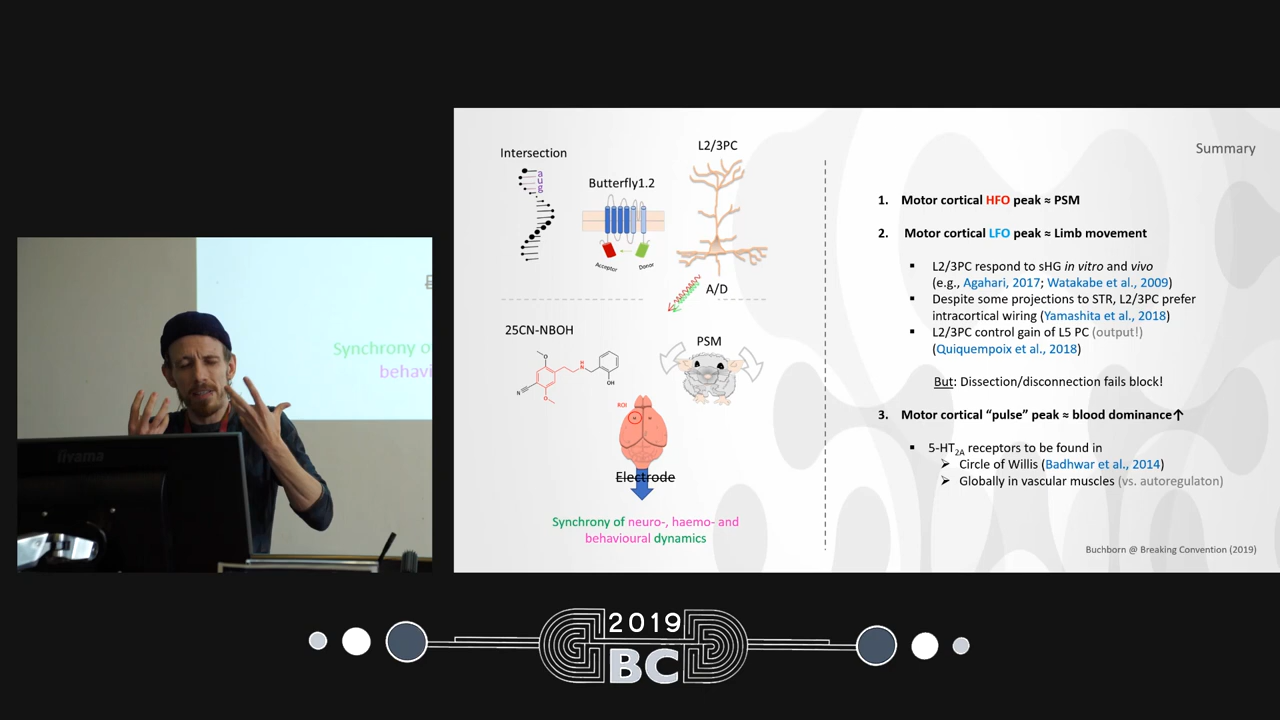 iiyama
Synchrony o
behavi
Summary
Intersection
a
u
g
Butterfly1.2
L2/3PC
Acceptor
Donor
A/D
25CN-NBOH
PSM
OH
N
HN
O
O
ROI
M
M
Electrode
Synchrony of neuro-, haemo- and
behavioural dynamics
1. Motor cortical HFO peak ≈ PSM
2. Motor cortical LFO peak ≈ Limb movement
▪ L2/3PC respond to sHG in vitro and vivo
(e.g., Agahari, 2017; Watakabe et al., 2009)
▪ Despite some projections to STR, L2/3PC prefer
intracortical wiring (Yamashita et al., 2018)
▪ L2/3PC control gain of L5 PC (output!)
(Quiquempoix et al., 2018)
But: Dissection/disconnection fails block!
3. Motor cortical “pulse” peak ≈ blood dominance↑
▪ 5-HT2A receptors to be found in
➢ Circle of Willis (Badhwar et al., 2014)
➢ Globally in vascular muscles (vs. autoregulaton)
Buchborn @ Breaking Convention (2019)
2019
BC